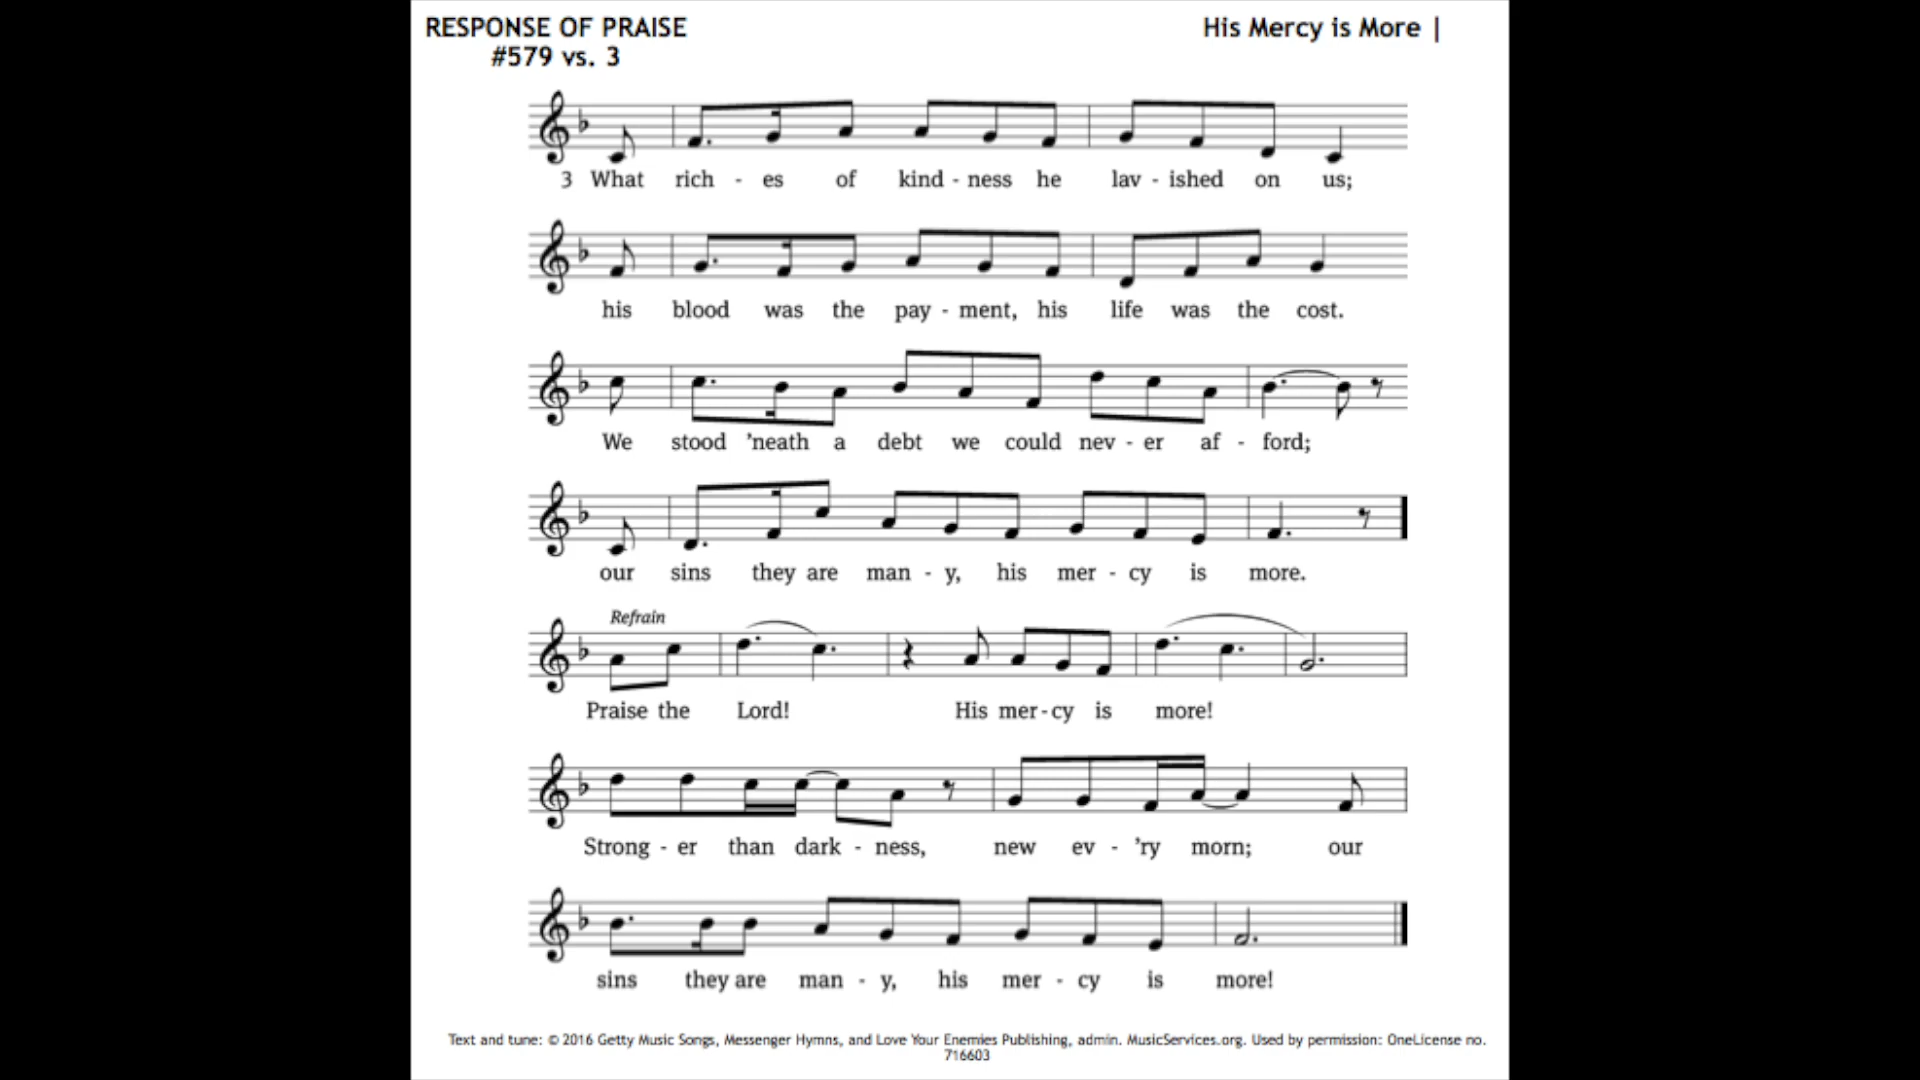 RESPONSE OF PRAISE His Mercy is More |
#579 vs. 3
3 What rich - es of kind - ness he lav - ished on us;
his blood was the pay - ment, his life was the cost.
We stood ’neath a debt we could nev - er af - ford;
our sins they are man - y, his mer - cy is more.
Refrain
Praise the Lord! His mer - cy is more!
Strong - er than dark - ness, new ev - ’ry morn; our
sins they are man - y, his mer - cy is more!
Text and tune: © 2016 Getty Music Songs, Messenger Hymns, and Love Your Enemies Publishing, admin. MusicServices.org. Used by permission: OneLicense no.
716603